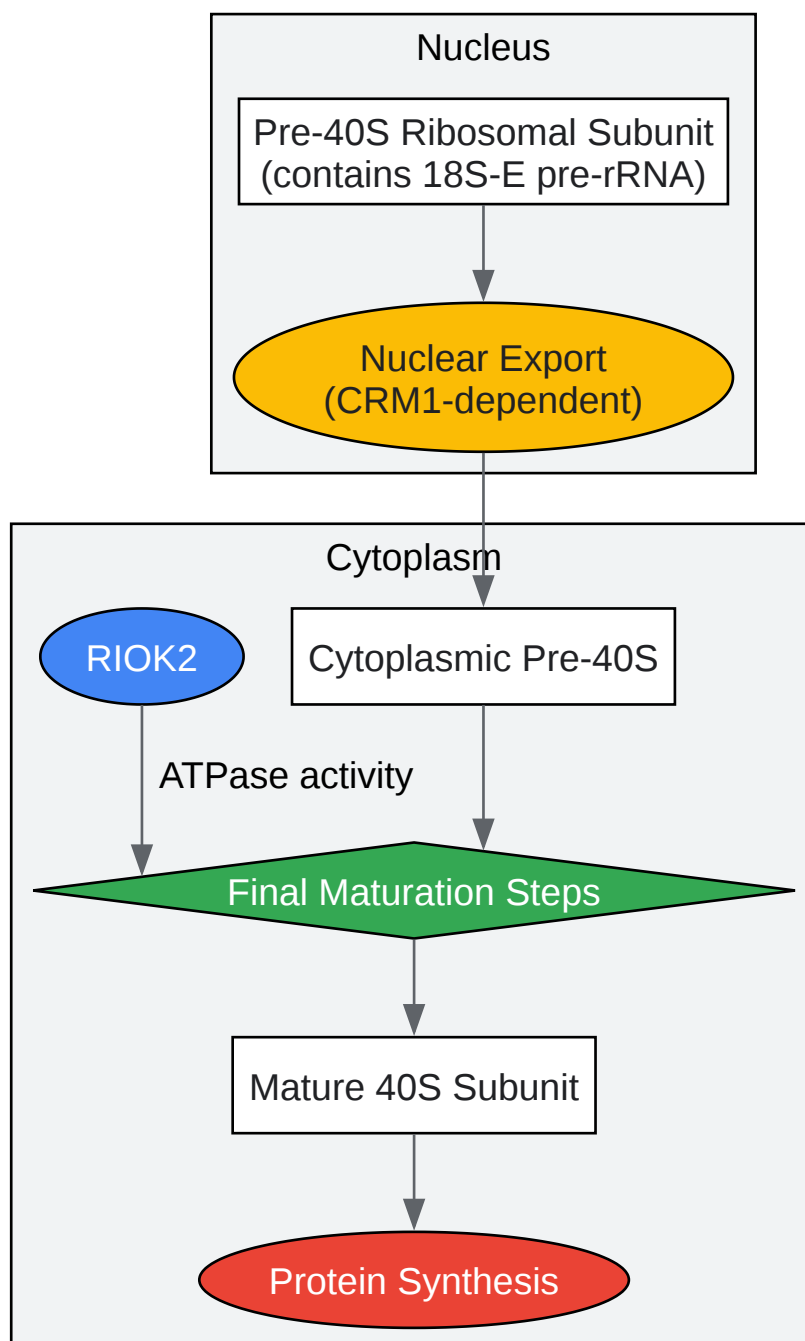 Nucleus
Pre-40S Ribosomal Subunit
(contains 18S-E pre-rRNA)
Nuclear Export
(CRM1-dependent)
Cytoplasm
RIOK2
Cytoplasmic Pre-40S
ATPase activity
Final Maturation Steps
Mature 40S Subunit
Protein Synthesis